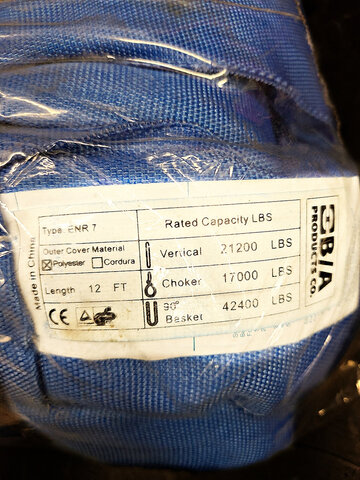 Type: ENR 7
Rated Capacity LBS
Outer Cover Material
Polyester Cordura
Vertical 21200 LBS
Length 12 FT
Choker 17000 LBS
CE GS
90°
Basket 42400 LBS
Made in China
B/A
PRODUCTS CO.